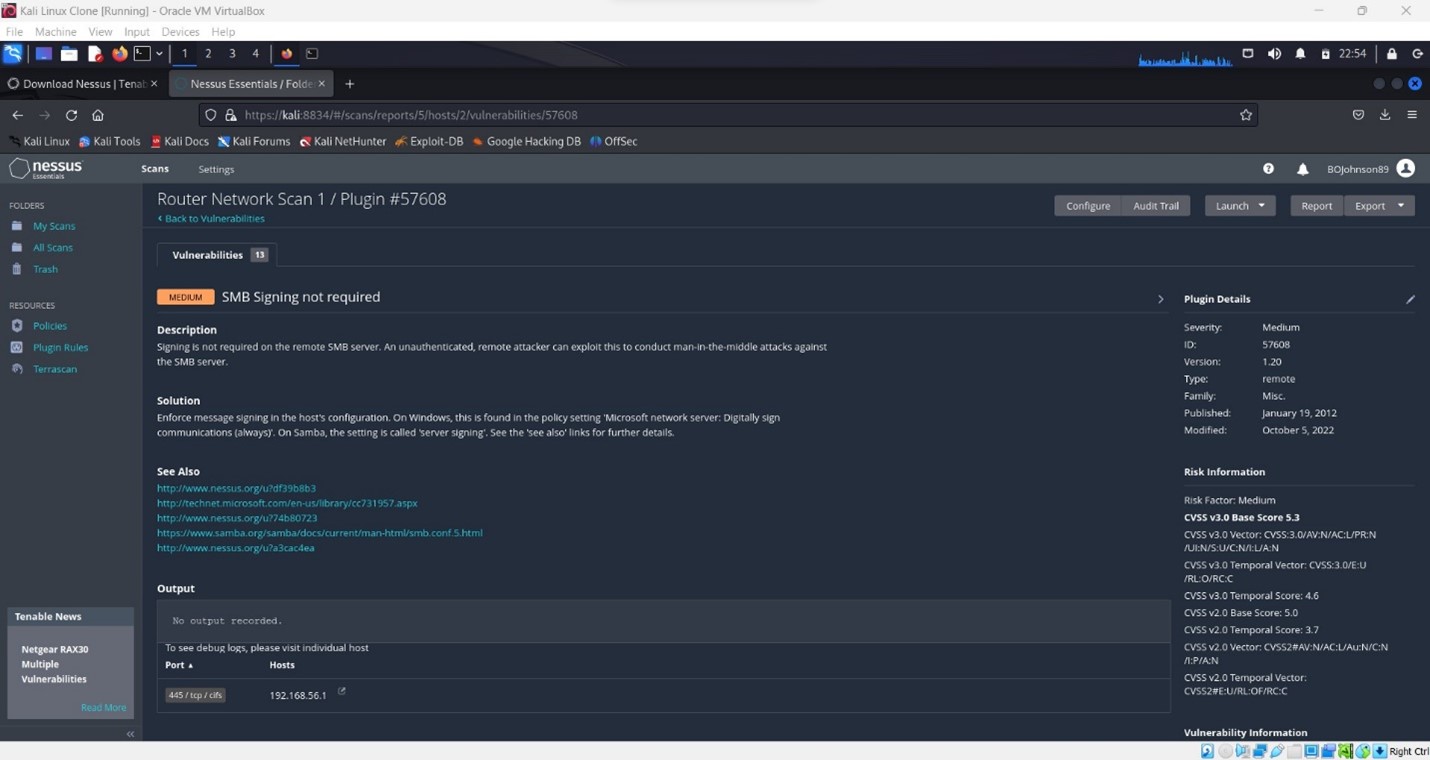 Kali Linux Clone [Running] - Oracle VM VirtualBox
File Machine View Input Devices Help
1 2 3 4
22:54
Download Nessus | Tenab
Nessus Essentials / Folde
https://kali:8834/#/scans/reports/5/hosts/2/vulnerabilities/57608
Kali Linux Kali Tools Kali Docs Kali Forums Kali NetHunter Exploit-DB Google Hacking DB OffSec
nessus
Essentials
Scans
Settings
BOJohnson89
FOLDERS
My Scans
All Scans
Trash
RESOURCES
Policies
Plugin Rules
Terrascan
Tenable News
Netgear RAX30
Multiple
Vulnerabilities
Read More
Router Network Scan 1 / Plugin #57608
Back to Vulnerabilities
Configure
Audit Trail
Launch
Report
Export
Vulnerabilities 13
MEDIUM SMB Signing not required
Description
Signing is not required on the remote SMB server. An unauthenticated, remote attacker can exploit this to conduct man-in-the-middle attacks against
the SMB server.
Solution
Enforce message signing in the host's configuration. On Windows, this is found in the policy setting 'Microsoft network server: Digitally sign
communications (always)'. On Samba, the setting is called 'server signing'. See the 'see also' links for further details.
See Also
http://www.nessus.org/u?df39b8b3
http://technet.microsoft.com/en-us/library/cc731957.aspx
http://www.nessus.org/u?74b80723
https://www.samba.org/samba/docs/current/man-html/smb.conf.5.html
http://www.nessus.org/u?a3cac4ea
Output
No output recorded.
To see debug logs, please visit individual host
Port Hosts
445 / tcp / cifs 192.168.56.1
Plugin Details
Severity: Medium
ID: 57608
Version: 1.20
Type: remote
Family: Misc.
Published: January 19, 2012
Modified: October 5, 2022
Risk Information
Risk Factor: Medium
CVSS v3.0 Base Score 5.3
CVSS v3.0 Vector: CVSS:3.0/AV:N/AC:L/PR:N
/UI:N/S:U/C:N/I:L/A:N
CVSS v3.0 Temporal Vector: CVSS:3.0/E:U
/RL:O/RC:C
CVSS v3.0 Temporal Score: 4.6
CVSS v2.0 Base Score: 5.0
CVSS v2.0 Temporal Score: 3.7
CVSS v2.0 Vector: CVSS2#AV:N/AC:L/Au:N/C:N
/I:P/A:N
CVSS v2.0 Temporal Vector:
CVSS2#E:U/RL:OF/RC:C
Vulnerability Information
Right Ctrl